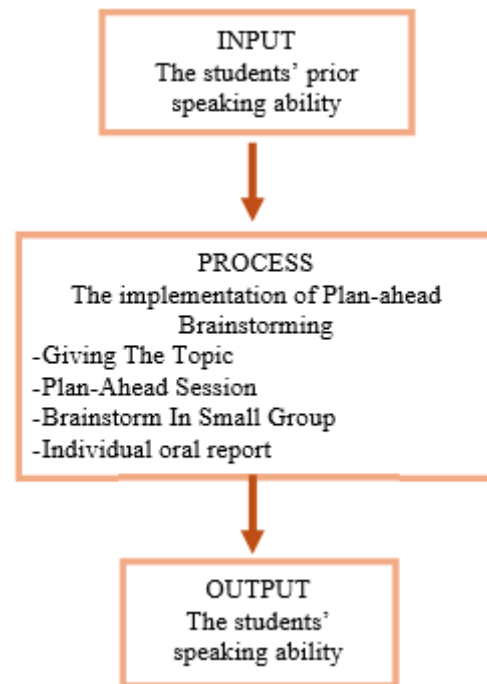 INPUT
The students’ prior
speaking ability
PROCESS
The implementation of Plan-ahead
Brainstorming
-Giving The Topic
-Plan-Ahead Session
-Brainstorm In Small Group
-Individual oral report
OUTPUT
The students’
speaking ability